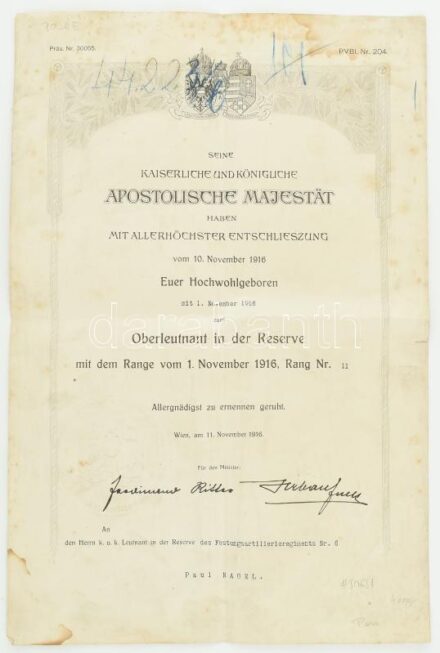 Präs. Nr. 30055.
PVBl. Nr. 204.
SEINE
KAISERLICHE UND KÖNIGLICHE
APOSTOLISCHE MAJESTÄT
HABEN
MIT ALLERHÖCHSTER ENTSCHLIESZUNG
vom 10. November 1916
Euer Hochwohlgeboren
mit 1. November 1916
zum
Oberleutnant in der Reserve
mit dem Range vom 1. November 1916, Rang Nr. 11
Allergnädigst zu ernennen geruht.
Wien, am 11. November 1916.
Für den Minister:
An
den Herrn k. u. k. Leutnant in der Reserve des Festungsartillerieregiments Nr. 6
Paul NAGEL.
darabanth